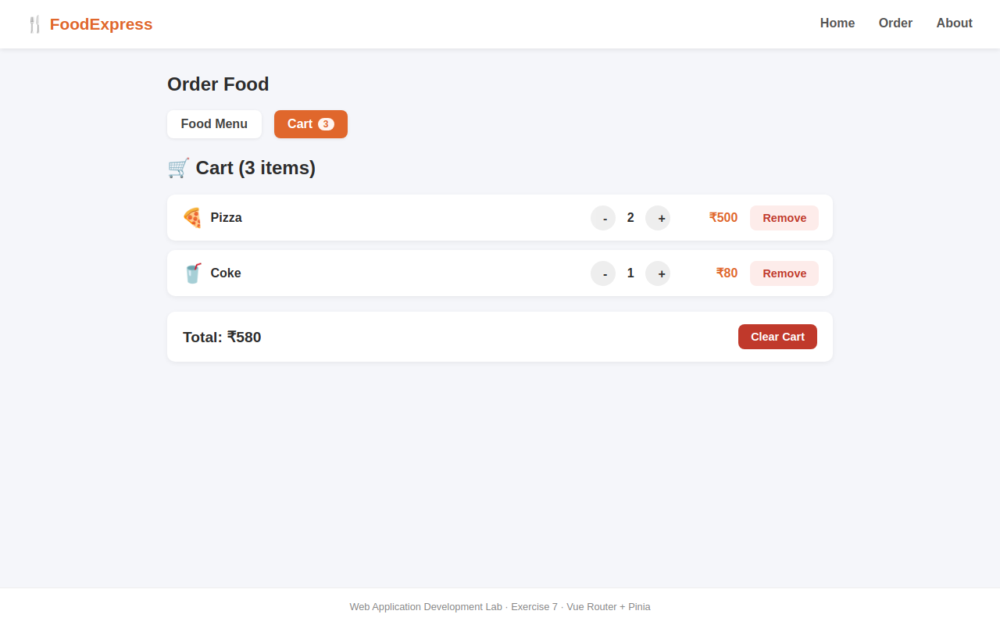 FoodExpress Home Order About
Order Food
Food Menu Cart 3
Cart (3 items)
Pizza - 2 + ₹500 Remove
Coke - 1 + ₹80 Remove
Total: ₹580 Clear Cart
Web Application Development Lab · Exercise 7 · Vue Router + Pinia